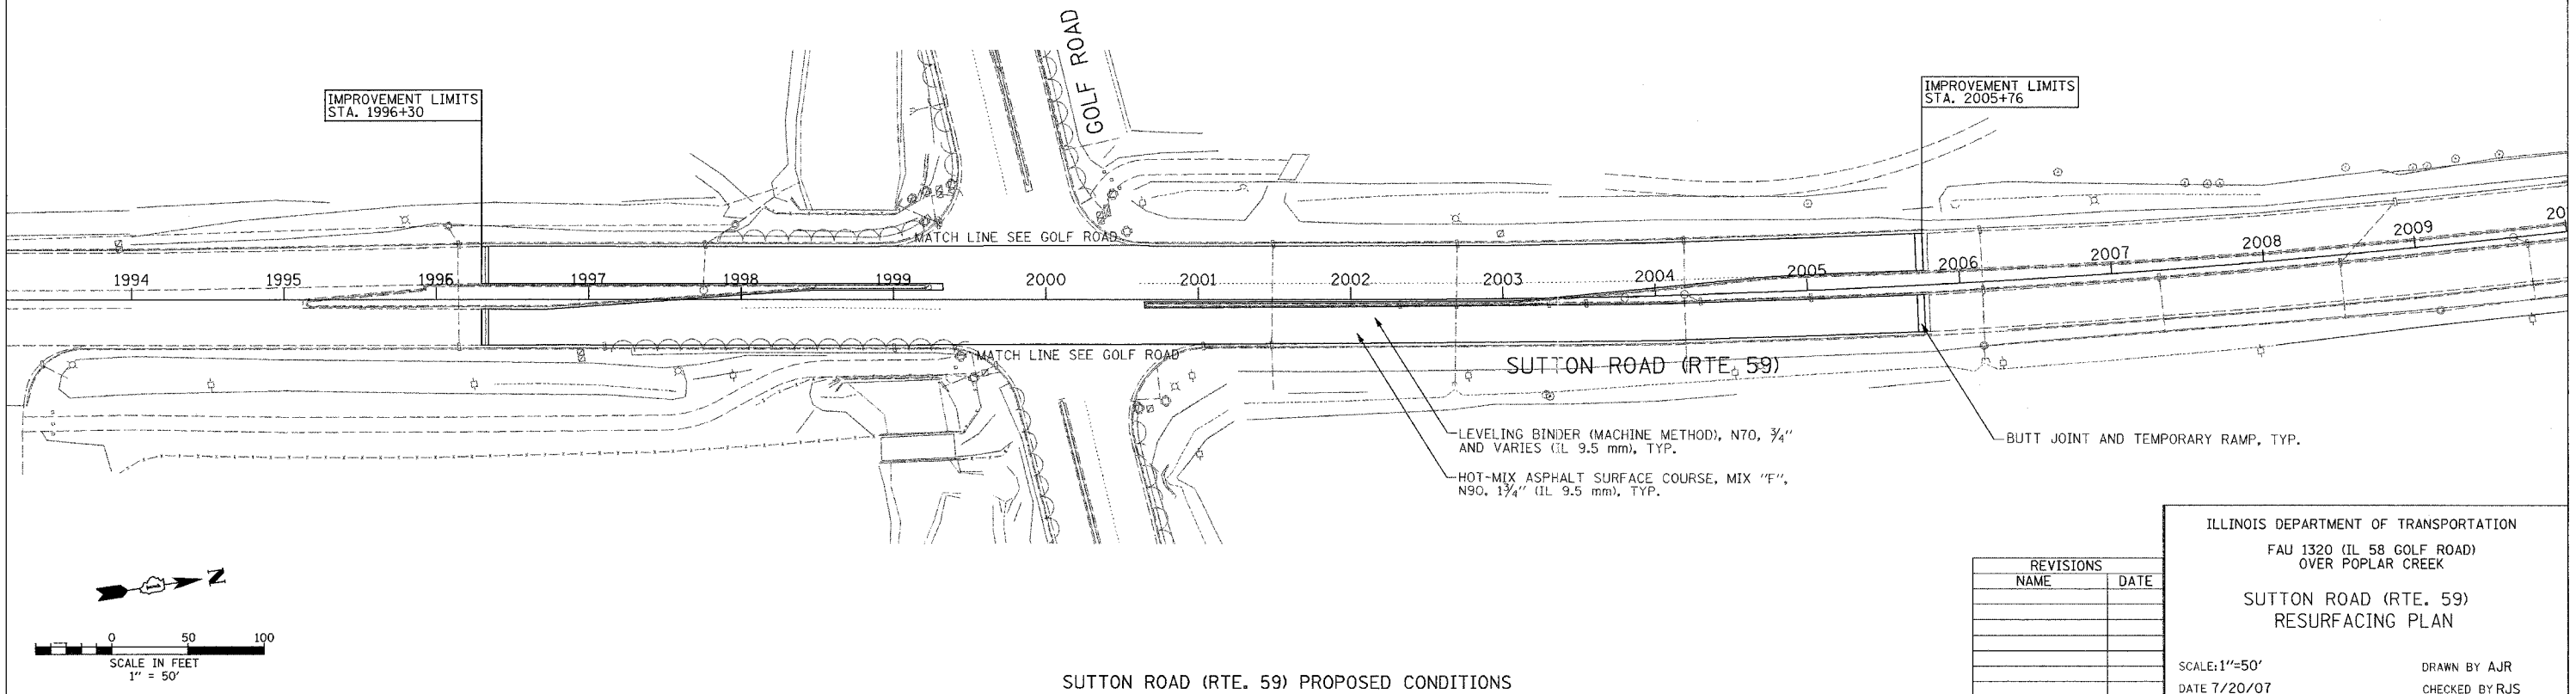 GOLF ROAD
IMPROVEMENT LIMITS
STA. 1996+30
IMPROVEMENT LIMITS
STA. 2005+76
MATCH LINE SEE GOLF ROAD
1994 1995 1996 1997 1998 1999 2000 2001 2002 2003 2004 2005 2006 2007 2008 2009 20
MATCH LINE SEE GOLF ROAD
SUTTON ROAD (RTE. 59)
LEVELING BINDER (MACHINE METHOD), N70, 3/4"
AND VARIES (IL 9.5 mm), TYP.
HOT-MIX ASPHALT SURFACE COURSE, MIX "F",
N90, 1 3/4" (IL 9.5 mm), TYP.
BUTT JOINT AND TEMPORARY RAMP, TYP.
N
0 50 100
SCALE IN FEET
1" = 50'
SUTTON ROAD (RTE. 59) PROPOSED CONDITIONS
REVISIONS
NAME DATE
ILLINOIS DEPARTMENT OF TRANSPORTATION
FAU 1320 (IL 58 GOLF ROAD)
OVER POPLAR CREEK
SUTTON ROAD (RTE. 59)
RESURFACING PLAN
SCALE: 1"=50' DRAWN BY AJR
DATE 7/20/07 CHECKED BY RJS